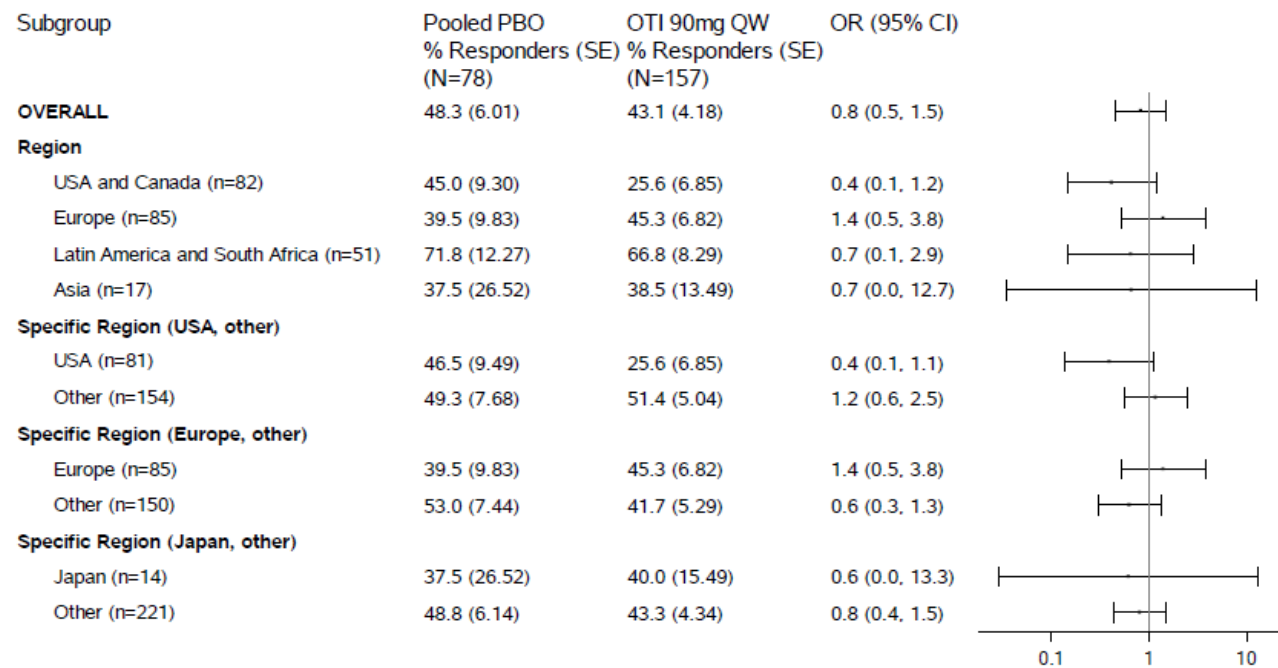 Subgroup Pooled PBO OTI 90mg QW OR (95% CI)
% Responders (SE) % Responders (SE)
(N=78) (N=157)
OVERALL 48.3 (6.01) 43.1 (4.18) 0.8 (0.5, 1.5)
Region
USA and Canada (n=82) 45.0 (9.30) 25.6 (6.85) 0.4 (0.1, 1.2)
Europe (n=85) 39.5 (9.83) 45.3 (6.82) 1.4 (0.5, 3.8)
Latin America and South Africa (n=51) 71.8 (12.27) 66.8 (8.29) 0.7 (0.1, 2.9)
Asia (n=17) 37.5 (26.52) 38.5 (13.49) 0.7 (0.0, 12.7)
Specific Region (USA, other)
USA (n=81) 46.5 (9.49) 25.6 (6.85) 0.4 (0.1, 1.1)
Other (n=154) 49.3 (7.68) 51.4 (5.04) 1.2 (0.6, 2.5)
Specific Region (Europe, other)
Europe (n=85) 39.5 (9.83) 45.3 (6.82) 1.4 (0.5, 3.8)
Other (n=150) 53.0 (7.44) 41.7 (5.29) 0.6 (0.3, 1.3)
Specific Region (Japan, other)
Japan (n=14) 37.5 (26.52) 40.0 (15.49) 0.6 (0.0, 13.3)
Other (n=221) 48.8 (6.14) 43.3 (4.34) 0.8 (0.4, 1.5)
0.1 1 10